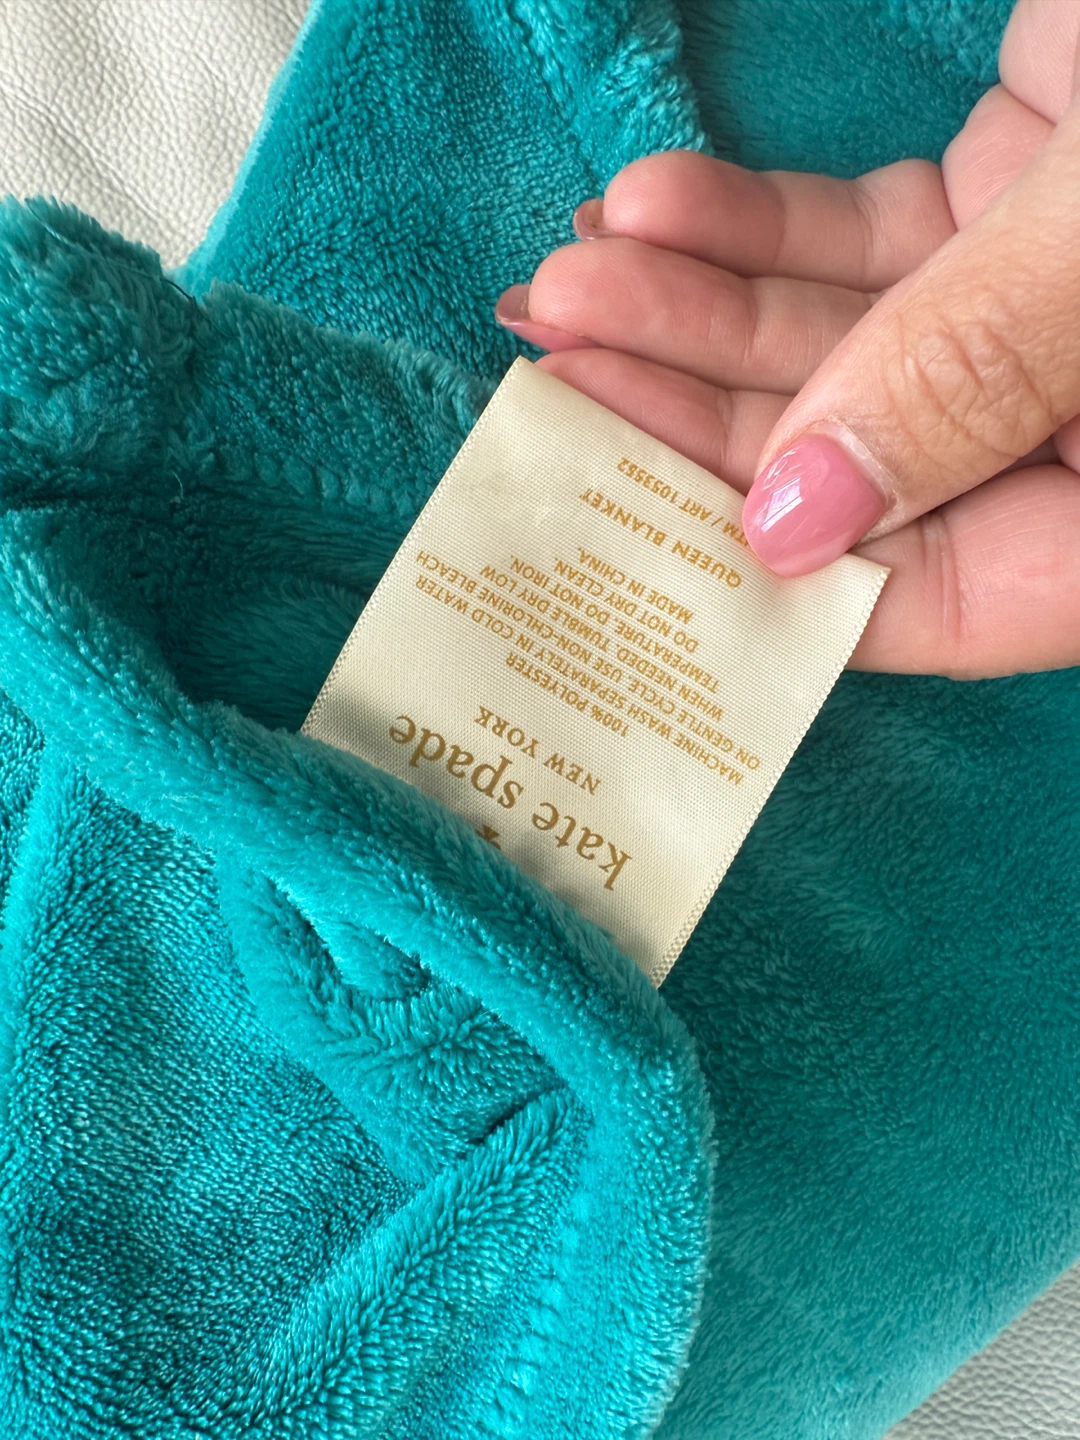 kate spade
NEW YORK
100% POLYESTER
MACHINE WASH SEPARATELY IN COLD WATER
ON GENTLE CYCLE. USE NON-CHLORINE BLEACH
WHEN NEEDED. TUMBLE DRY LOW
TEMPERATURE. DO NOT IRON.
DO NOT DRY CLEAN.
MADE IN CHINA.
QUEEN BLANKET
/ ART 1053552